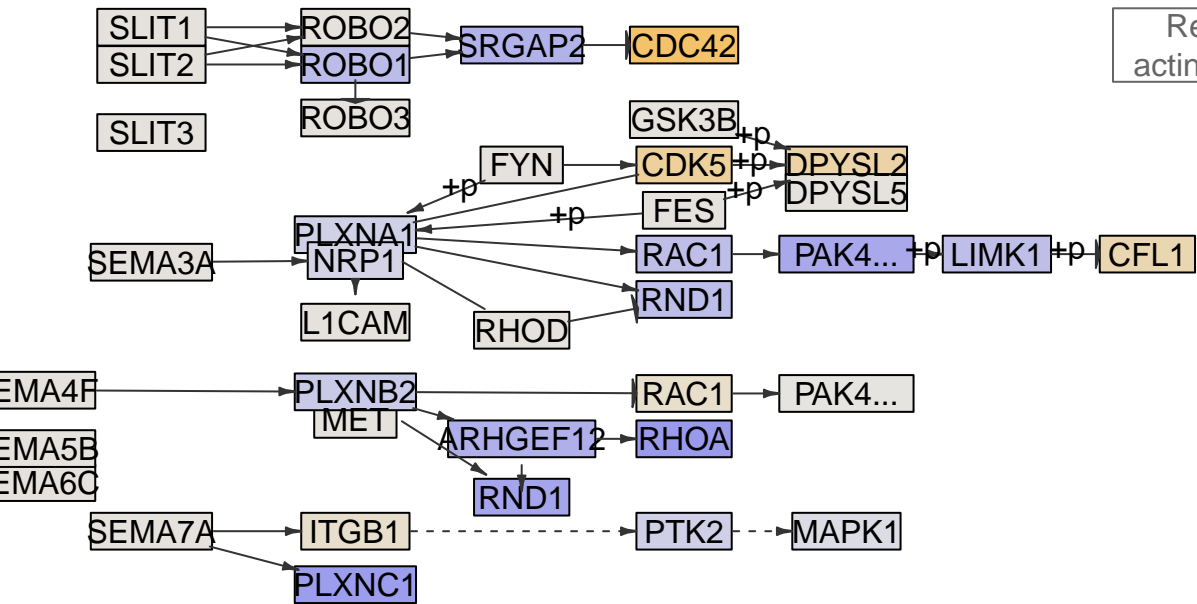 SLIT1
ROBO2
SRGAP2
CDC42
Re
actin
SLIT2
ROBO1
SLIT3
ROBO3
GSK3B
+p
FYN
CDK5
+p
DPYSL2
+p
FES
+p
DPYSL5
+p
PLXNA1
SEMA3A
NRP1
RAC1
PAK4...
+p
LIMK1
+p
CFL1
RND1
L1CAM
RHOD
EMA4F
PLXNB2
RAC1
PAK4...
MET
ARHGEF12
RHOA
EMA5B
EMA6C
RND1
SEMA7A
ITGB1
PTK2
MAPK1
PLXNC1